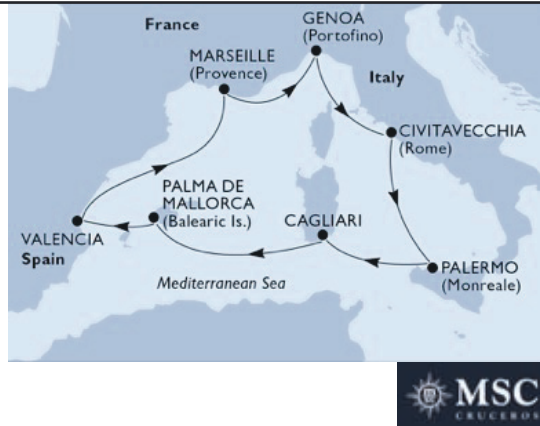 France
GENOA
(Portofino)
MARSEILLE
(Provence)
Italy
CIVITAVECCHIA
(Rome)
PALMA DE
MALLORCA
(Balearic Is.)
CAGLIARI
VALENCIA
Spain
PALERMO
(Monreale)
Mediterranean Sea
MSC
CRUCEROS